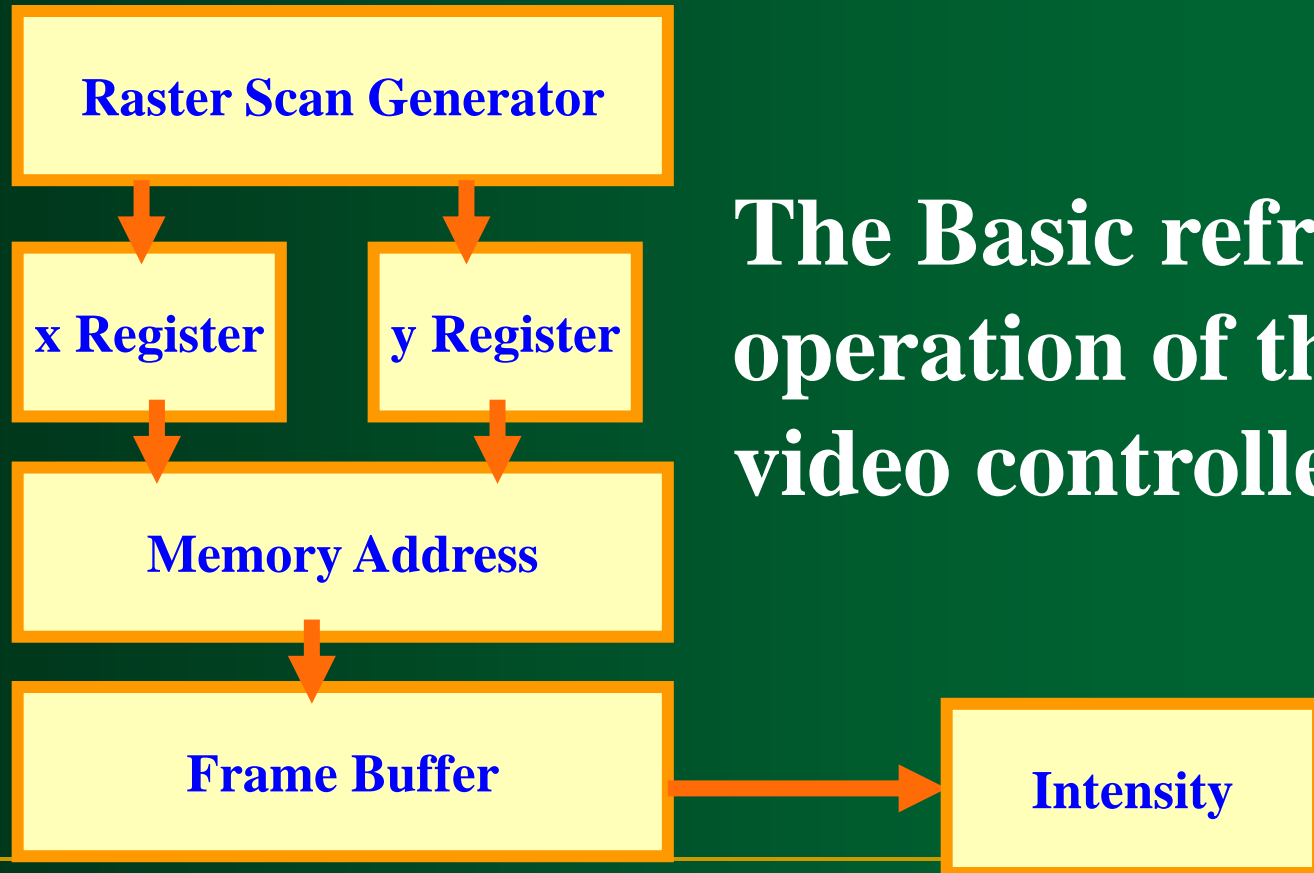 Raster Scan Generator
The Basic refr
operation of th
video controlle
x Register
y Register
Memory Address
Frame Buffer
Intensity